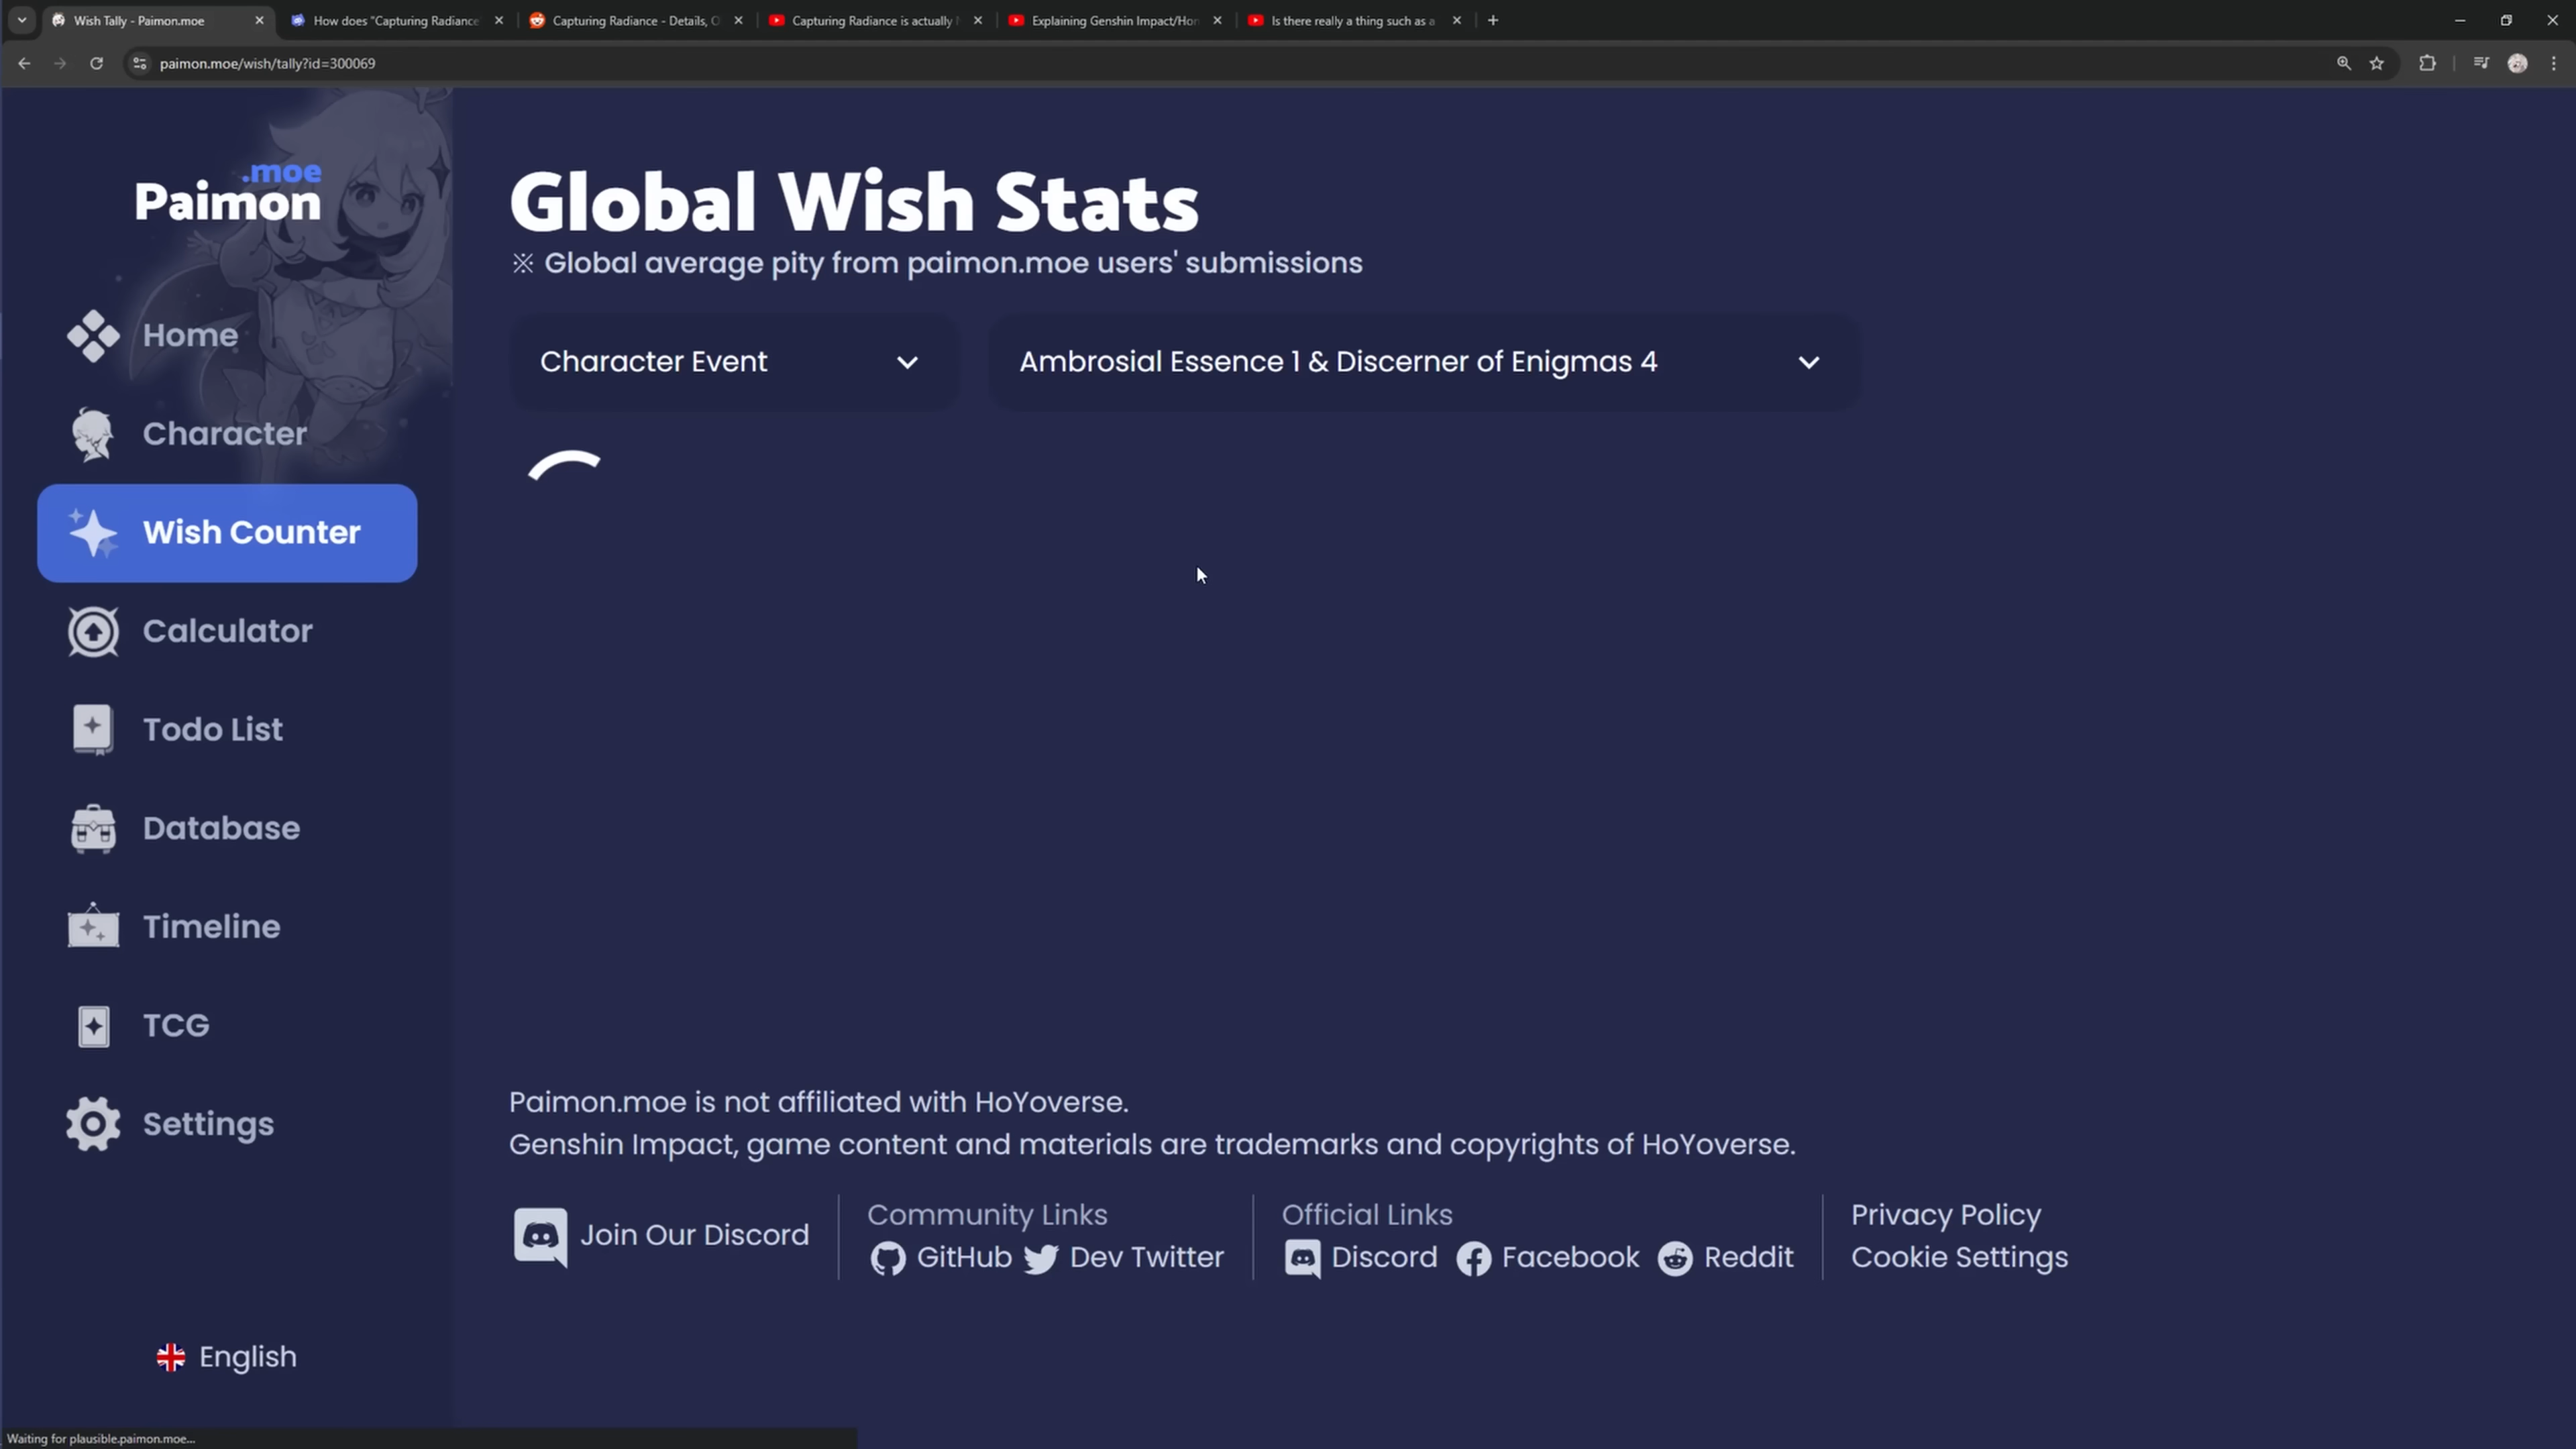 Wish Tally - Paimon.moe
How does "Capturing Radiance"
Capturing Radiance - Details, O
Capturing Radiance is actually
Explaining Genshin Impact/Hon
Is there really a thing such as a
paimon.moe/wish/tally?id=300069
.moe
Paimon
Home
Character
Wish Counter
Calculator
Todo List
Database
Timeline
TCG
Settings
English
Global Wish Stats
※ Global average pity from paimon.moe users' submissions
Character Event
Ambrosial Essence 1 & Discerner of Enigmas 4
Paimon.moe is not affiliated with HoYoverse.
Genshin Impact, game content and materials are trademarks and copyrights of HoYoverse.
Join Our Discord
Community Links
GitHub Dev Twitter
Official Links
Discord Facebook Reddit
Privacy Policy
Cookie Settings
Waiting for plausible.paimon.moe...